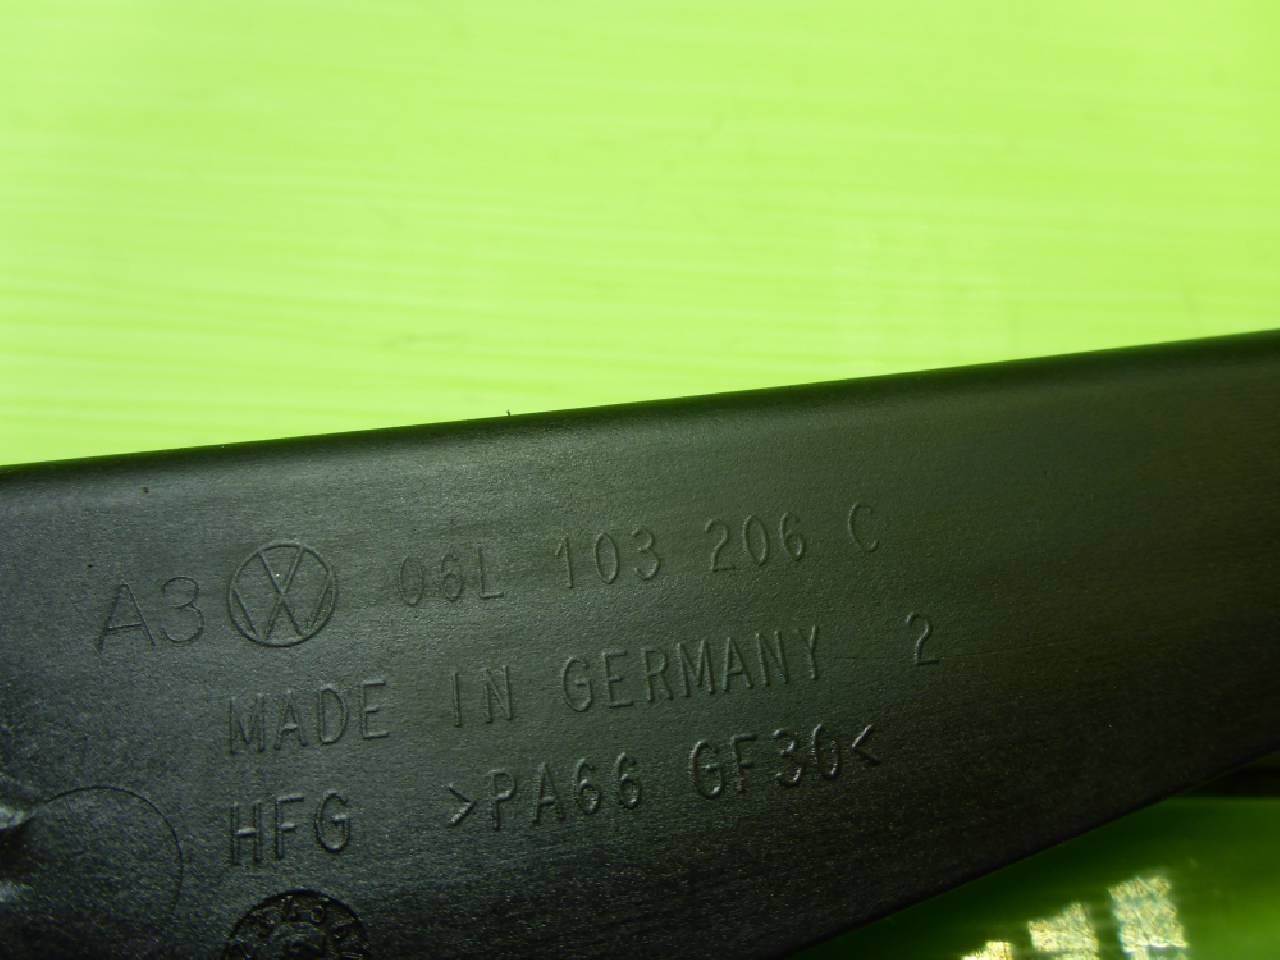 A3 06L 103 206 C
MADE IN GERMANY 2
HFG >PA66 GF30<